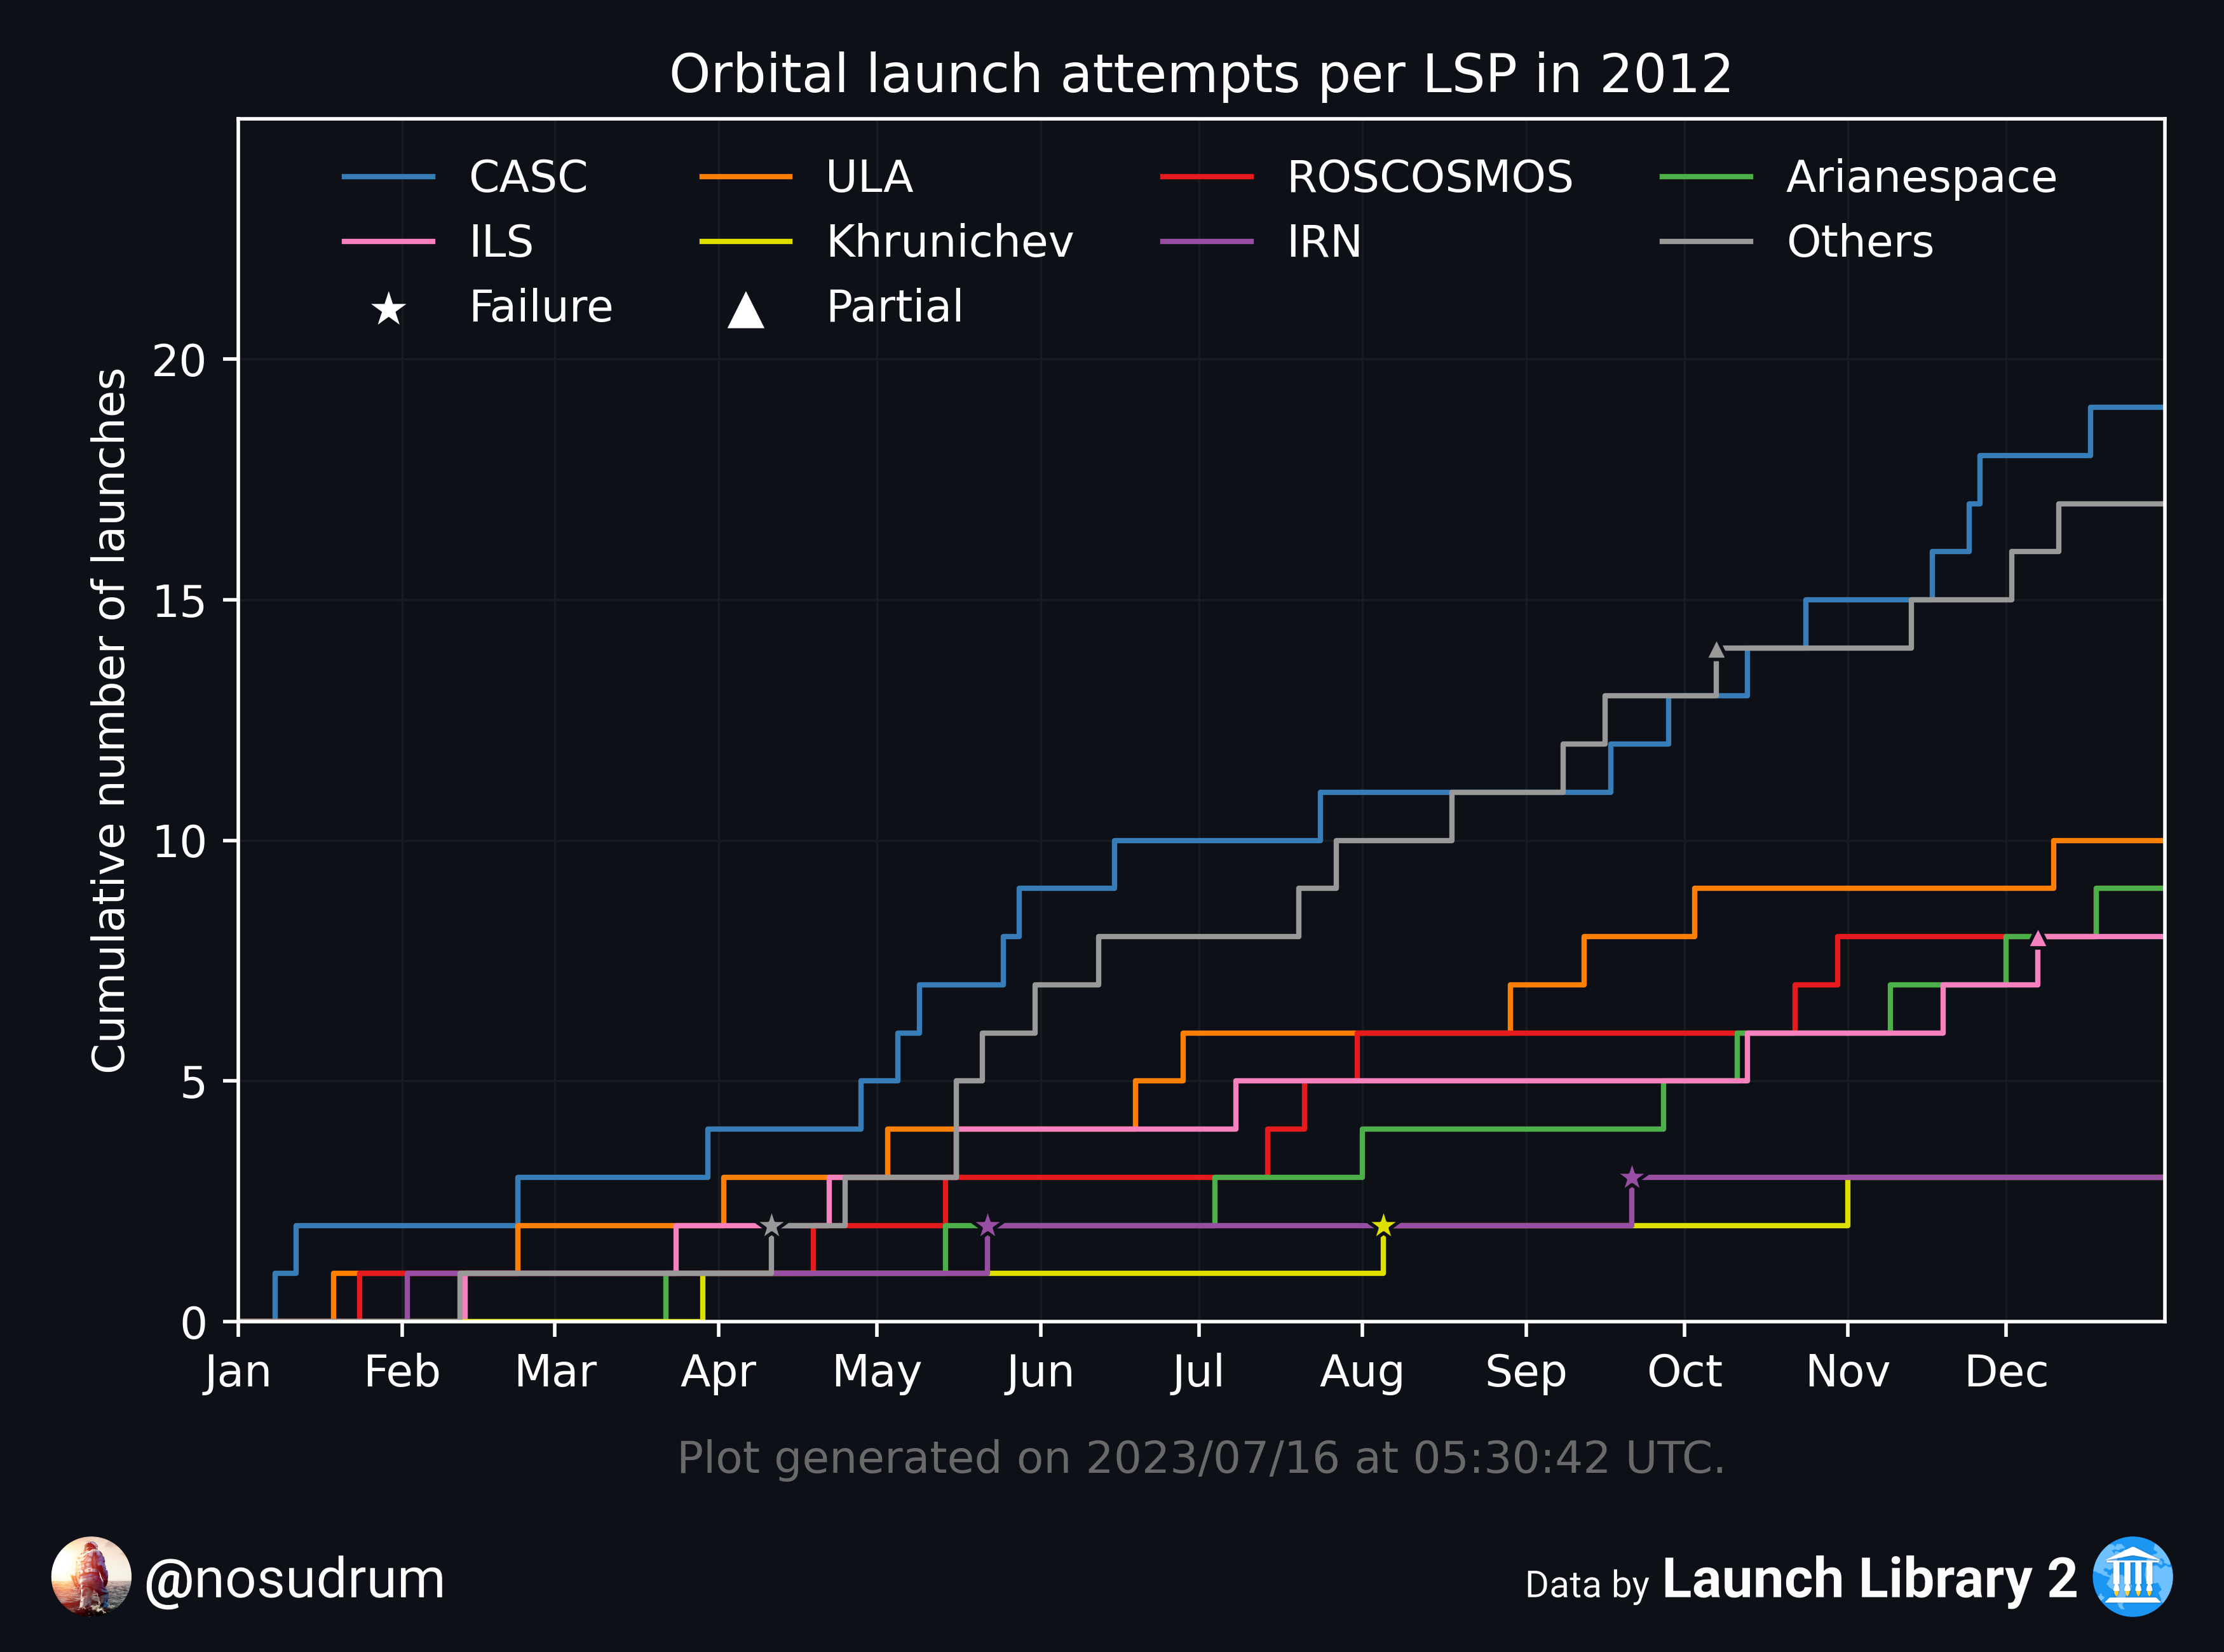 Orbital launch attempts per LSP in 2012
CASC ULA ROSCOSMOS Arianespace
ILS Khrunichev IRN Others
Failure Partial
Cumulative number of launches
20
15
10
5
0
Jan Feb Mar Apr May Jun Jul Aug Sep Oct Nov Dec
Plot generated on 2023/07/16 at 05:30:42 UTC.
@nosudrum
Data by Launch Library 2